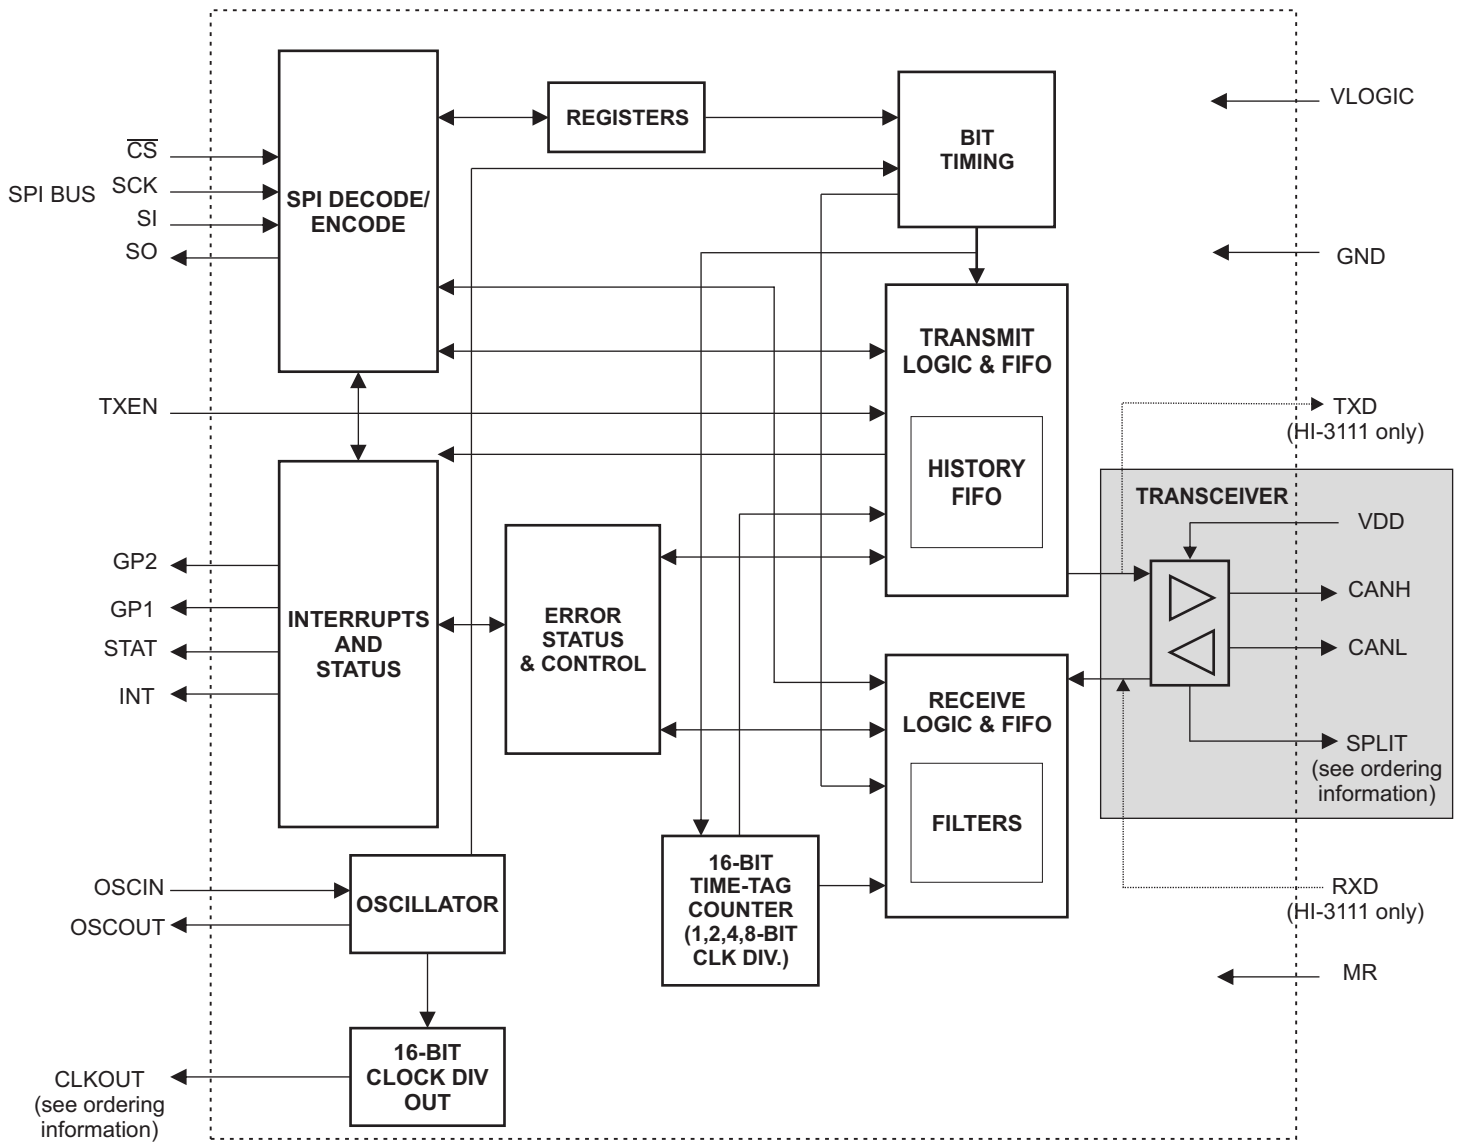 SPI BUS
CS
SCK
SI
SO
TXEN
GP2
GP1
STAT
INT
OSCIN
OSCOUT
CLKOUT
(see ordering
information)
SPI DECODE/
ENCODE
REGISTERS
BIT
TIMING
TRANSMIT
LOGIC & FIFO
HISTORY
FIFO
INTERRUPTS
AND
STATUS
ERROR
STATUS
& CONTROL
RECEIVE
LOGIC & FIFO
FILTERS
OSCILLATOR
16-BIT
TIME-TAG
COUNTER
(1,2,4,8-BIT
CLK DIV.)
16-BIT
CLOCK DIV
OUT
VLOGIC
GND
TXD
(HI-3111 only)
TRANSCEIVER
VDD
CANH
CANL
SPLIT
(see ordering
information)
RXD
(HI-3111 only)
MR